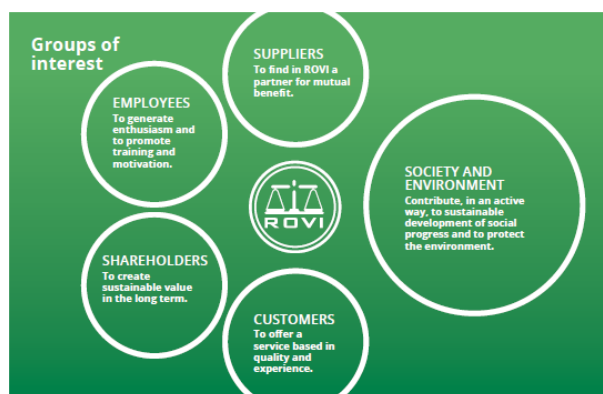 Groups of
interest
SUPPLIERS
To find in ROVI a
partner for mutual
benefit.
EMPLOYEES
To generate
enthusiasm and
to promote
training and
motivation.
SOCIETY AND
ENVIRONMENT
Contribute, in an active
way, to sustainable
development of social
progress and to protect
the environment.
ROVI
SHAREHOLDERS
To create
sustainable value
in the long term.
CUSTOMERS
To offer a
service based in
quality and
experience.